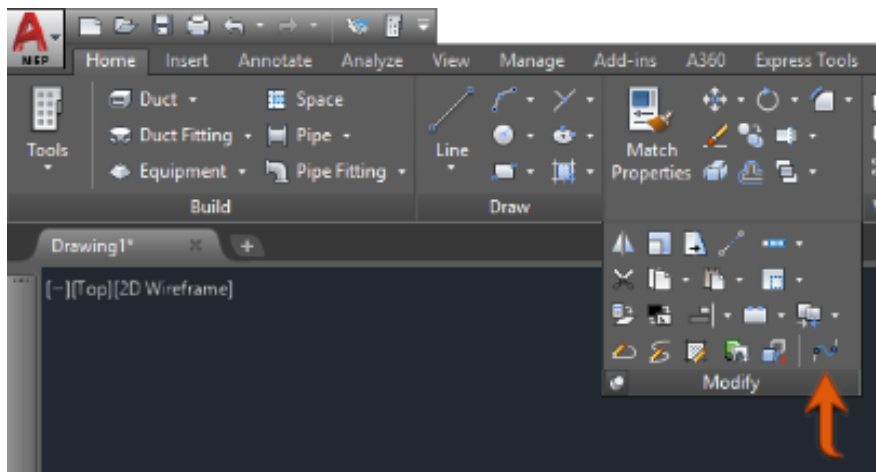 MEP
Home Insert Annotate Analyze View Manage Add-ins A360 Express Tools
Tools
Duct
Duct Fitting
Equipment
Space
Pipe
Pipe Fitting
Build
Line
Draw
Match
Properties
Modify
Drawing1*
[−][Top][2D Wireframe]